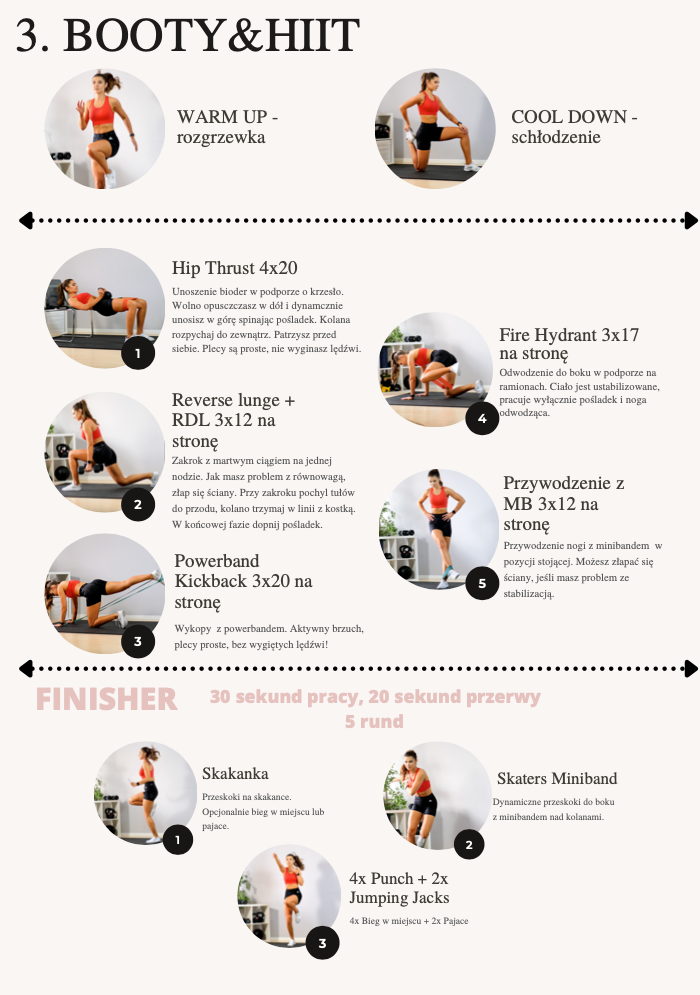 3. BOOTY&HIIT
WARM UP -
rozgrzewka
COOL DOWN -
schłodzenie
Hip Thrust 4x20
Unoszenie bioder w podporze o krzesło.
Wolno opuszczasz w dół i dynamcznie
unosisz w górę spinając pośladek. Kolana
rozpychaj do zewnątrz. Patrzysz przed
siebie. Plecy są proste, nie wyginasz lędźwi.
1
Reverse lunge +
RDL 3x12 na
stronę
Zakrok z martwym ciągiem na jednej
nodzie. Jak masz problem z równowagą,
złap się ściany. Przy zakroku pochyl tułów
do przodu, kolano trzymaj w linii z kostką.
W końcowej fazie dopnij pośladek.
2
Powerband
Kickback 3x20 na
stronę
Wykopy z powerbandem. Aktywny brzuch,
plecy proste, bez wygiętych lędźwi!
3
Fire Hydrant 3x17
na stronę
Odwodzenie do boku w podporze na
ramionach. Ciało jest ustabilizowane,
pracuje wyłącznie pośladek i noga
odwodząca.
4
Przywodzenie z
MB 3x12 na
stronę
Przywodzenie nogi z minibandem w
pozycji stojącej. Możesz złapać się
ściany, jeśli masz problem ze
stabilizacją.
5
FINISHER
30 sekund pracy, 20 sekund przerwy
5 rund
Skakanka
Przeskoki na skakance.
Opcjonalnie bieg w miejscu lub
pajace.
1
Skaters Miniband
Dynamiczne przeskoki do boku
z minibandem nad kolanami.
2
4x Punch + 2x
Jumping Jacks
4x Bieg w miejscu + 2x Pajace
3